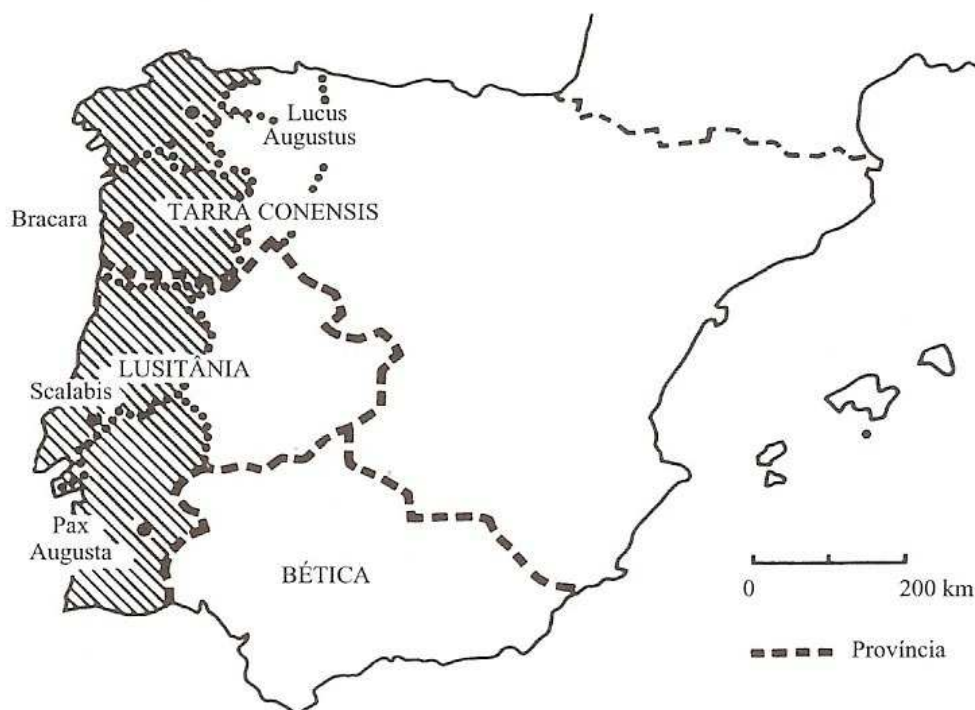 Lucus
Augustus
TARRA CONENSIS
Bracara
LUSITÂNIA
Scalabis
Pax
Augusta
BÉTICA
0 200 km
Província